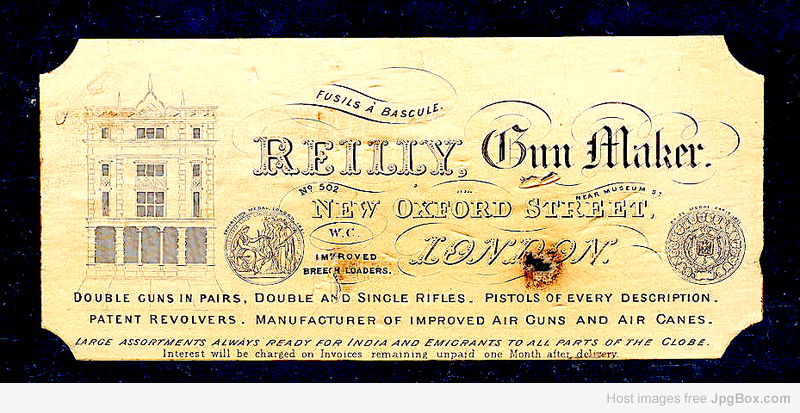 FUSILS À BASCULE.
REILLY, Gun Maker.
No 502
NEAR MUSEUM ST
NEW OXFORD STREET,
W.C.
LONDON.
IMPROVED
BREECH LOADERS.
DOUBLE GUNS IN PAIRS, DOUBLE AND SINGLE RIFLES. PISTOLS OF EVERY DESCRIPTION.
PATENT REVOLVERS. MANUFACTURER OF IMPROVED AIR GUNS AND AIR CANES.
LARGE ASSORTMENTS ALWAYS READY FOR INDIA AND EMIGRANTS TO ALL PARTS OF THE GLOBE.
Interest will be charged on Invoices remaining unpaid one Month after delivery.
Host images free JpgBox.com